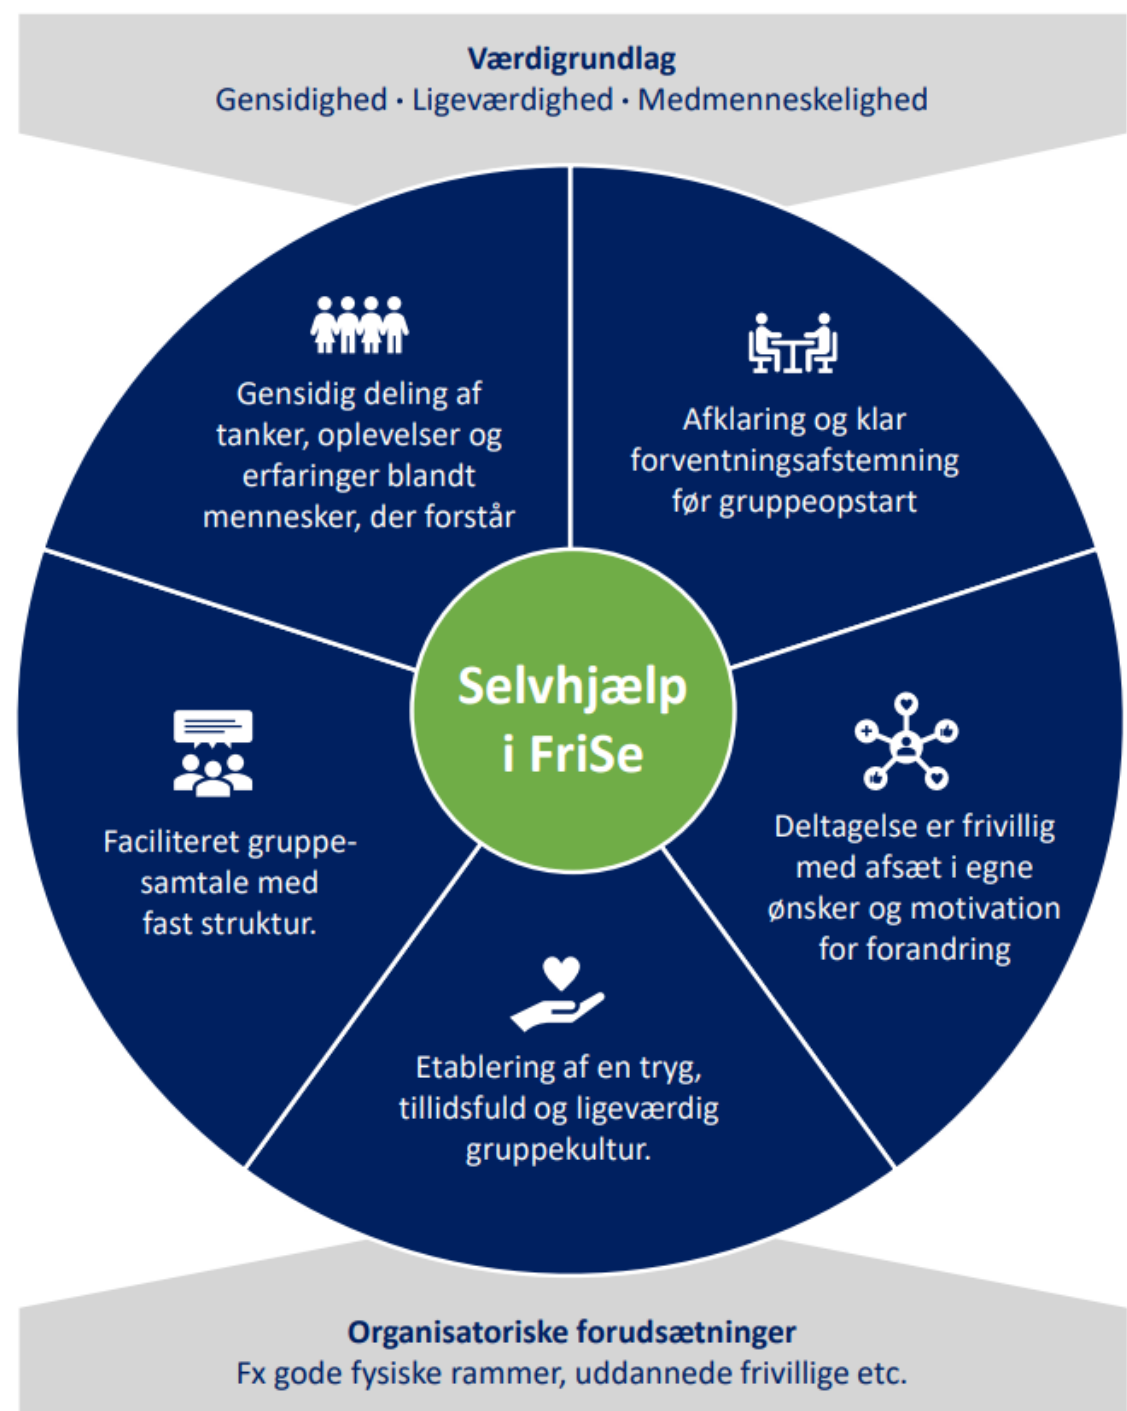 Værdigrundlag
Gensidighed · Ligeværdighed · Medmenneskelighed
Gensidig deling af
tanker, oplevelser og
erfaringer blandt
mennesker, der forstår
Afklaring og klar
forventningsafstemning
før gruppeopstart
Selvhjælp
i FriSe
Faciliteret gruppe-
samtale med
fast struktur.
Deltagelse er frivillig
med afsæt i egne
ønsker og motivation
for forandring
Etablering af en tryg,
tillidsfuld og ligeværdig
gruppekultur.
Organisatoriske forudsætninger
Fx gode fysiske rammer, uddannede frivillige etc.